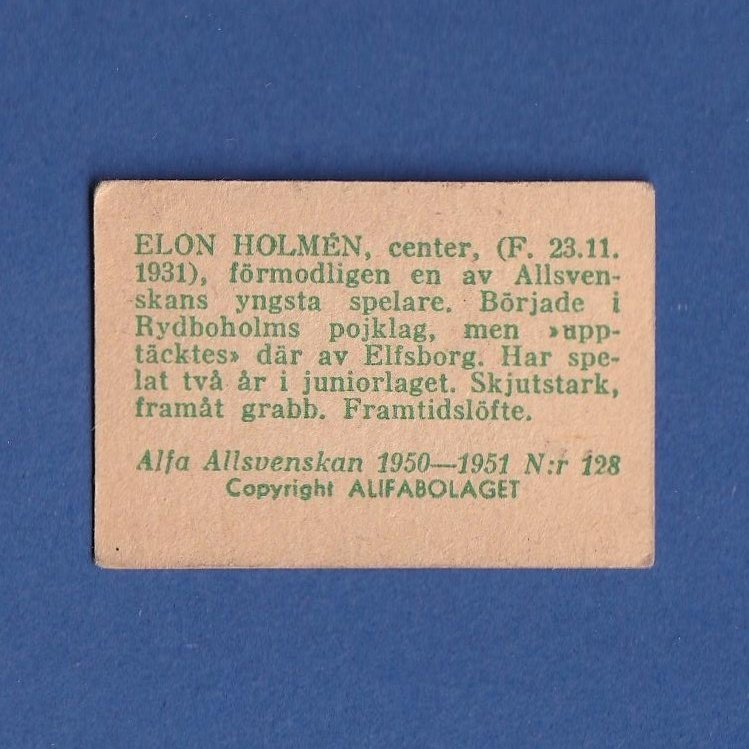 ELON HOLMÉN, center, (F. 23.11.
1931), förmodligen en av Allsven-
skans yngsta spelare. Började i
Rydboholms pojklag, men »upp-
täcktes» där av Elfsborg. Har spe-
lat två år i juniorlaget. Skjutstark,
framåt grabb. Framtidslöfte.
Alfa Allsvenskan 1950—1951 N:r 128
Copyright ALIFABOLAGET